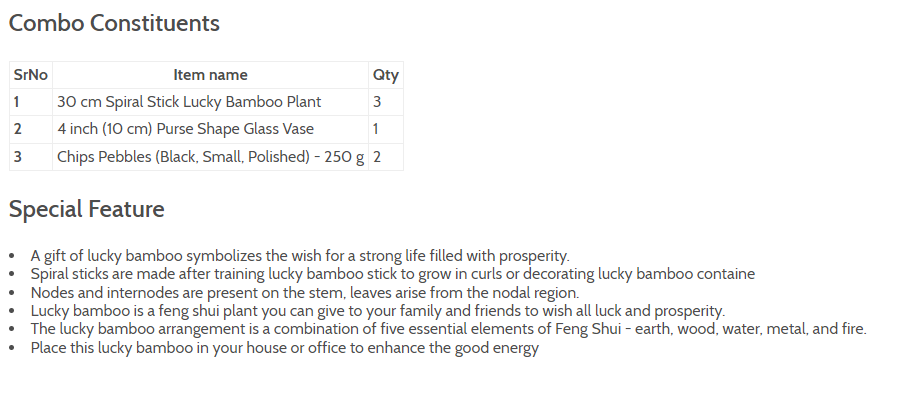 Combo Constituents
SrNo Item name Qty
1 30 cm Spiral Stick Lucky Bamboo Plant 3
2 4 inch (10 cm) Purse Shape Glass Vase 1
3 Chips Pebbles (Black, Small, Polished) - 250 g 2
Special Feature
• A gift of lucky bamboo symbolizes the wish for a strong life filled with prosperity.
• Spiral sticks are made after training lucky bamboo stick to grow in curls or decorating lucky bamboo containe
• Nodes and internodes are present on the stem, leaves arise from the nodal region.
• Lucky bamboo is a feng shui plant you can give to your family and friends to wish all luck and prosperity.
• The lucky bamboo arrangement is a combination of five essential elements of Feng Shui - earth, wood, water, metal, and fire.
• Place this lucky bamboo in your house or office to enhance the good energy